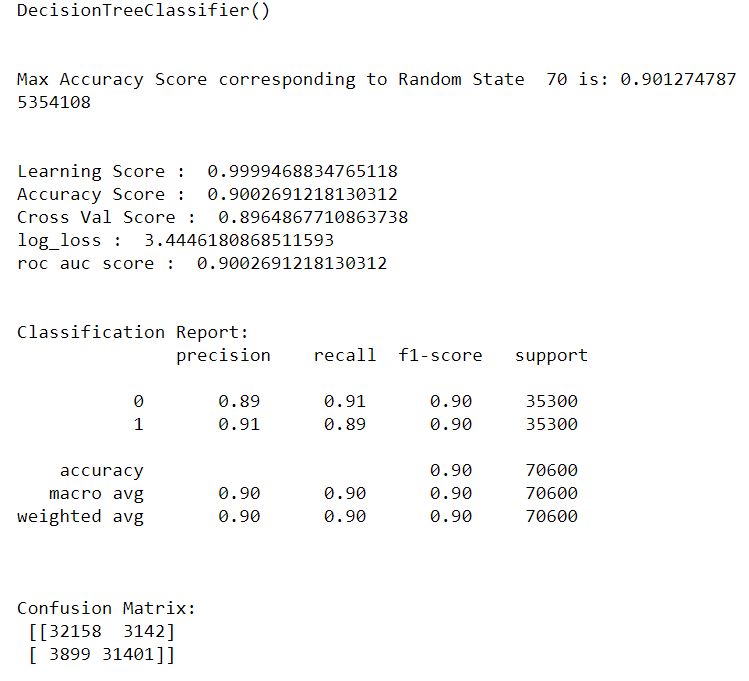 DecisionTreeClassifier()
Max Accuracy Score corresponding to Random State  70 is: 0.901274787
5354108
Learning Score :  0.9999468834765118
Accuracy Score :  0.9002691218130312
Cross Val Score :  0.8964867710863738
log_loss :  3.4446180868511593
roc auc score :  0.9002691218130312
Classification Report:
               precision    recall  f1-score   support
           0       0.89      0.91      0.90     35300
           1       0.91      0.89      0.90     35300
    accuracy                           0.90     70600
   macro avg       0.90      0.90      0.90     70600
weighted avg       0.90      0.90      0.90     70600
Confusion Matrix:
 [[32158  3142]
 [ 3899 31401]]